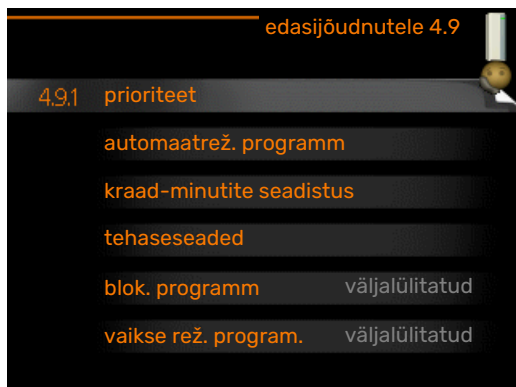 edasijõudnutele 4.9
4.9.1 prioriteet
automaatrež. programm
kraad-minutite seadistus
tehaseseaded
blok. programm väljalülitatud
vaikse rež. program. väljalülitatud